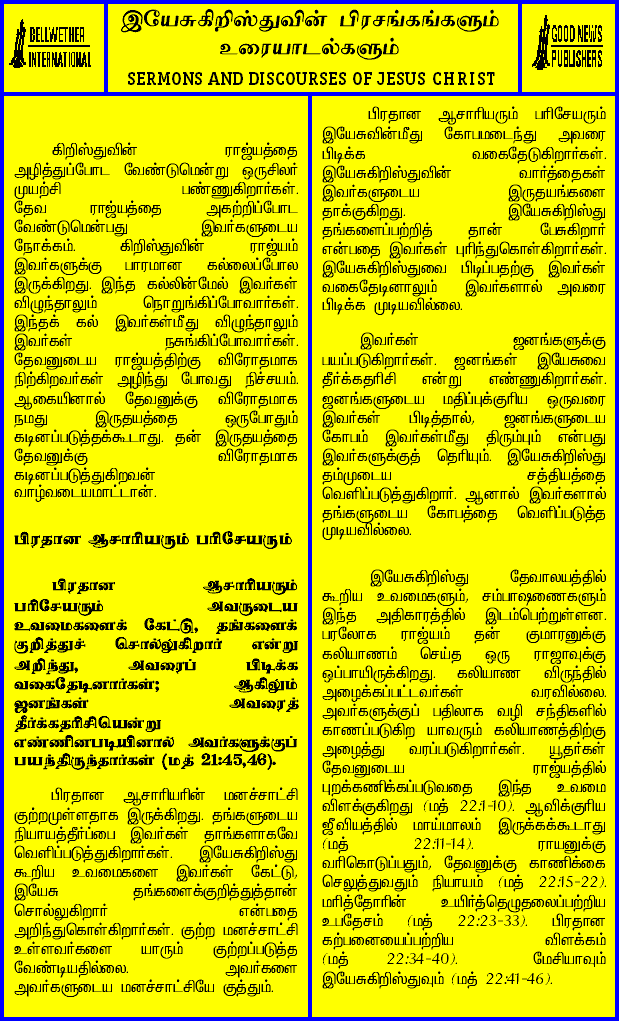 BELLWETHER
INTERNATIONAL
இயேசுகிறிஸ்துவின் பிரசங்கங்களும்
உரையாடல்களும்
SERMONS AND DISCOURSES OF JESUS CHRIST
GOOD NEWS
PUBLISHERS
கிறிஸ்துவின் ராஜ்யத்தை
அழித்துப்போட வேண்டுமென்று ஒருசிலர்
முயற்சி பண்ணுகிறார்கள்.
தேவ ராஜ்யத்தை அகற்றிப்போட
வேண்டுமென்பது இவர்களுடைய
நோக்கம். கிறிஸ்துவின் ராஜ்யம்
இவர்களுக்கு பாரமான கல்லைப்போல
இருக்கிறது. இந்த கல்லின்மேல் இவர்கள்
விழுந்தாலும் நொறுங்கிப்போவார்கள்.
இந்தக் கல் இவர்கள்மீது விழுந்தாலும்
இவர்கள் நசுங்கிப்போவார்கள்.
தேவனுடைய ராஜ்யத்திற்கு விரோதமாக
நிற்கிறவர்கள் அழிந்து போவது நிச்சயம்.
ஆகையினால் தேவனுக்கு விரோதமாக
நமது இருதயத்தை ஒருபோதும்
கடினப்படுத்தக்கூடாது. தன் இருதயத்தை
தேவனுக்கு விரோதமாக
கடினப்படுத்துகிறவன்
வாழ்வடையமாட்டான்.
பிரதான ஆசாரியரும் பரிசேயரும்
பிரதான ஆசாரியரும்
பரிசேயரும் அவருடைய
உவமைகளைக் கேட்டு, தங்களைக்
குறித்துச் சொல்லுகிறார் என்று
அறிந்து, அவரைப் பிடிக்க
வகைதேடினார்கள்; ஆகிலும்
ஜனங்கள் அவரைத்
தீர்க்கதரிசியென்று
எண்ணினபடியினால் அவர்களுக்குப்
பயந்திருந்தார்கள் (மத் 21:45,46).
பிரதான ஆசாரியரின் மனச்சாட்சி
குற்றமுள்ளதாக இருக்கிறது. தங்களுடைய
நியாயத்தீர்ப்பை இவர்கள் தாங்களாகவே
வெளிப்படுத்துகிறார்கள். இயேசுகிறிஸ்து
கூறிய உவமைகளை இவர்கள் கேட்டு,
இயேசு தங்களைக்குறித்துத்தான்
சொல்லுகிறார் என்பதை
அறிந்துகொள்கிறார்கள். குற்ற மனச்சாட்சி
உள்ளவர்களை யாரும் குற்றப்படுத்த
வேண்டியதில்லை. அவர்களை
அவர்களுடைய மனச்சாட்சியே குத்தும்.
பிரதான ஆசாரியரும் பரிசேயரும்
இயேசுவின்மீது கோபமடைந்து அவரை
பிடிக்க வகைதேடுகிறார்கள்.
இயேசுகிறிஸ்துவின் வார்த்தைகள்
இவர்களுடைய இருதயங்களை
தாக்குகிறது. இயேசுகிறிஸ்து
தங்களைப்பற்றித் தான் பேசுகிறார்
என்பதை இவர்கள் புரிந்துகொள்கிறார்கள்.
இயேசுகிறிஸ்துவை பிடிப்பதற்கு இவர்கள்
வகைதேடினாலும் இவர்களால் அவரை
பிடிக்க முடியவில்லை.
இவர்கள் ஜனங்களுக்கு
பயப்படுகிறார்கள். ஜனங்கள் இயேசுவை
தீர்க்கதரிசி என்று எண்ணுகிறார்கள்.
ஜனங்களுடைய மதிப்புக்குரிய ஒருவரை
இவர்கள் பிடித்தால், ஜனங்களுடைய
கோபம் இவர்கள்மீது திரும்பும் என்பது
இவர்களுக்குத் தெரியும். இயேசுகிறிஸ்து
தம்முடைய சத்தியத்தை
வெளிப்படுத்துகிறார். ஆனால் இவர்களால்
தங்களுடைய கோபத்தை வெளிப்படுத்த
முடியவில்லை.
இயேசுகிறிஸ்து தேவாலயத்தில்
கூறிய உவமைகளும், சம்பாஷணைகளும்
இந்த அதிகாரத்தில் இடம்பெற்றுள்ளன.
பரலோக ராஜ்யம் தன் குமாரனுக்கு
கலியாணம் செய்த ஒரு ராஜாவுக்கு
ஒப்பாயிருக்கிறது. கலியாண விருந்தில்
அழைக்கப்பட்டவர்கள் வரவில்லை.
அவர்களுக்குப் பதிலாக வழி சந்திகளில்
காணப்படுகிற யாவரும் கலியாணத்திற்கு
அழைத்து வரப்படுகிறார்கள். யூதர்கள்
தேவனுடைய ராஜ்யத்தில்
புறக்கணிக்கப்படுவதை இந்த உவமை
விளக்குகிறது (மத் 22:1-10). ஆவிக்குரிய
ஜீவியத்தில் மாய்மாலம் இருக்கக்கூடாது
(மத் 22:11-14). ராயனுக்கு
வரிகொடுப்பதும், தேவனுக்கு காணிக்கை
செலுத்துவதும் நியாயம் (மத் 22:15-22).
மரித்தோரின் உயிர்த்தெழுதலைப்பற்றிய
உபதேசம் (மத் 22:23-33). பிரதான
கற்பனையைப்பற்றிய விளக்கம்
(மத் 22:34-40). மேசியாவும்
இயேசுகிறிஸ்துவும் (மத் 22:41-46).